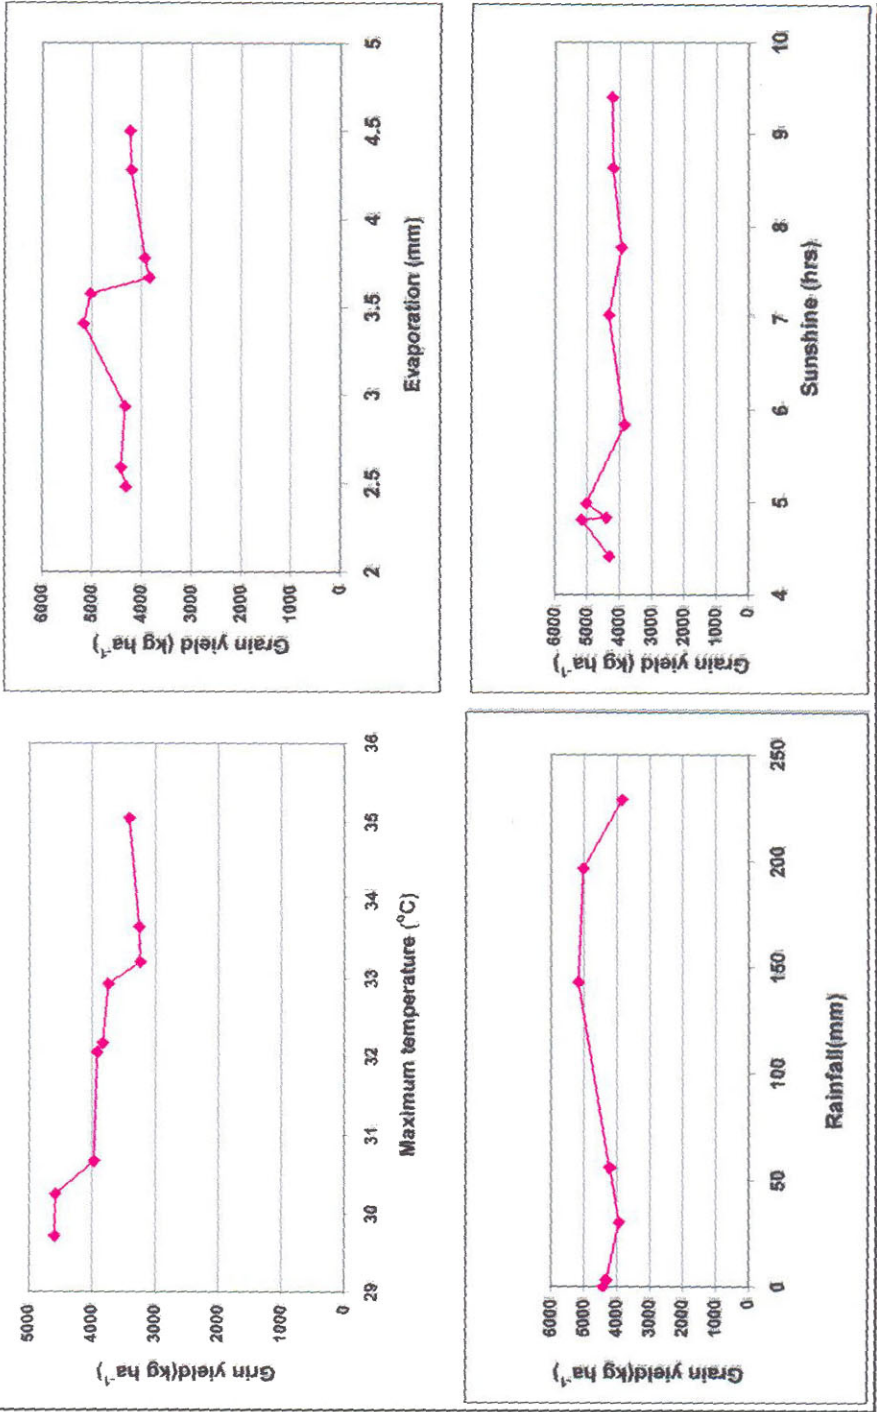 Grin yield(kg ha⁻¹)
5000
4000
3000
2000
1000
0
29 30 31 32 33 34 35 36
Maximum temperature (°C)
Grain yield (kg ha⁻¹)
6000
5000
4000
3000
2000
1000
0
2 2.5 3 3.5 4 4.5 5
Evaporation (mm)
Grain yield(kg ha⁻¹)
6000
5000
4000
3000
2000
1000
0
0 50 100 150 200 250
Rainfall(mm)
Grain yield (kg ha⁻¹)
6000
5000
4000
3000
2000
1000
0
4 5 6 7 8 9 10
Sunshine (hrs)